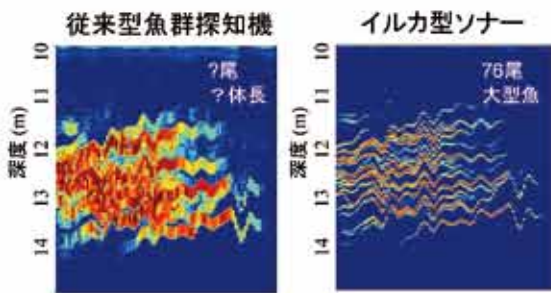 従来型魚群探知機
?尾
?体長
深度(m)
10
11
12
13
14
イルカ型ソナー
76尾
大型魚
深度(m)
10
11
12
13
14